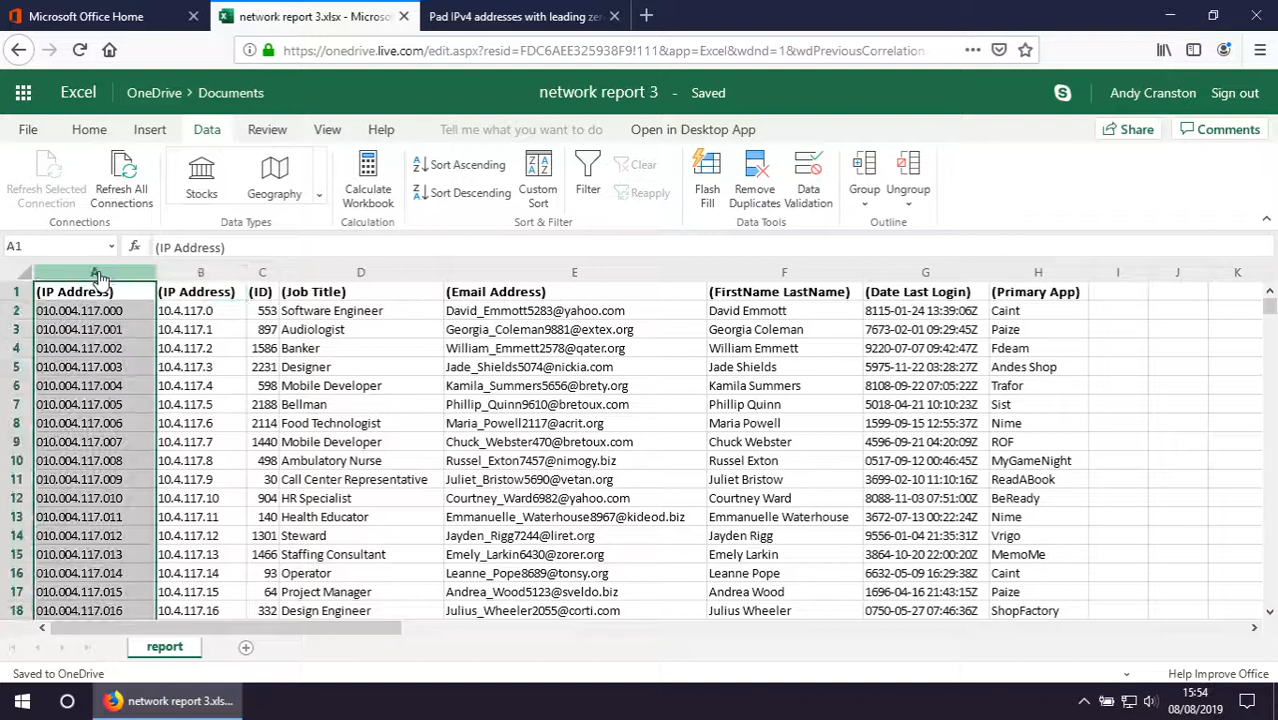 Microsoft Office Home
network report 3.xlsx - Microsof
Pad IPv4 addresses with leading ze
https://onedrive.live.com/edit.aspx?resid=FDC6AEE325938F9!111&app=Excel&wdnd=1&wdPreviousCorrelation
Excel OneDrive > Documents network report 3 - Saved Andy Cranston Sign out
File Home Insert Data Review View Help Tell me what you want to do Open in Desktop App Share Comments
Refresh Selected Connection
Refresh All Connections
Stocks
Geography
Calculate Workbook
Sort Ascending
Sort Descending
Custom Sort
Filter
Clear
Reapply
Flash Fill
Remove Duplicates
Data Validation
Group
Ungroup
Connections Data Types Calculation Sort & Filter Data Tools Outline
A1 fx (IP Address)
A B C D E F G H I J K
1 (IP Address) (IP Address) (ID) (Job Title) (Email Address) (FirstName LastName) (Date Last Login) (Primary App)
2 010.004.117.000 10.4.117.0 553 Software Engineer David_Emmott5283@yahoo.com David Emmott 8115-01-24 13:39:06Z Caint
3 010.004.117.001 10.4.117.1 897 Audiologist Georgia_Coleman9881@extex.org Georgia Coleman 7673-02-01 09:29:45Z Paize
4 010.004.117.002 10.4.117.2 1586 Banker William_Emmett2578@qater.org William Emmett 9220-07-07 09:42:47Z Fdeam
5 010.004.117.003 10.4.117.3 2231 Designer Jade_Shields5074@nickia.com Jade Shields 5975-11-22 03:28:27Z Andes Shop
6 010.004.117.004 10.4.117.4 598 Mobile Developer Kamila_Summers5656@brety.org Kamila Summers 8108-09-22 07:05:22Z Trafor
7 010.004.117.005 10.4.117.5 2188 Bellman Phillip_Quinn9610@bretoux.com Phillip Quinn 5018-04-21 10:10:23Z Sist
8 010.004.117.006 10.4.117.6 2114 Food Technologist Maria_Powell2117@acrit.org Maria Powell 1599-09-15 12:55:37Z Nime
9 010.004.117.007 10.4.117.7 1440 Mobile Developer Chuck_Webster470@bretoux.com Chuck Webster 4596-09-21 04:20:09Z ROF
10 010.004.117.008 10.4.117.8 498 Ambulatory Nurse Russel_Exton7457@nimogy.biz Russel Exton 0517-09-12 00:46:45Z MyGameNight
11 010.004.117.009 10.4.117.9 30 Call Center Representative Juliet_Bristow5690@vetan.org Juliet Bristow 3699-02-10 11:10:16Z ReadABook
12 010.004.117.010 10.4.117.10 904 HR Specialist Courtney_Ward6982@yahoo.com Courtney Ward 8088-11-03 07:51:00Z BeReady
13 010.004.117.011 10.4.117.11 140 Health Educator Emmanuelle_Waterhouse8967@kideod.biz Emmanuelle Waterhouse 3672-07-13 00:22:24Z Nime
14 010.004.117.012 10.4.117.12 1301 Steward Jayden_Rigg7244@liret.org Jayden Rigg 9556-01-04 21:35:31Z Vrigo
15 010.004.117.013 10.4.117.13 1466 Staffing Consultant Emely_Larkin6430@zorer.org Emely Larkin 3864-10-20 22:00:20Z MemoMe
16 010.004.117.014 10.4.117.14 93 Operator Leanne_Pope8689@tonsy.org Leanne Pope 6632-05-09 16:29:38Z Caint
17 010.004.117.015 10.4.117.15 64 Project Manager Andrea_Wood5123@sveldo.biz Andrea Wood 1696-04-16 21:43:15Z Paize
18 010.004.117.016 10.4.117.16 332 Design Engineer Julius_Wheeler2055@corti.com Julius Wheeler 0750-05-27 07:46:36Z ShopFactory
report
Saved to OneDrive Help Improve Office
network report 3.xls...
15:54
08/08/2019